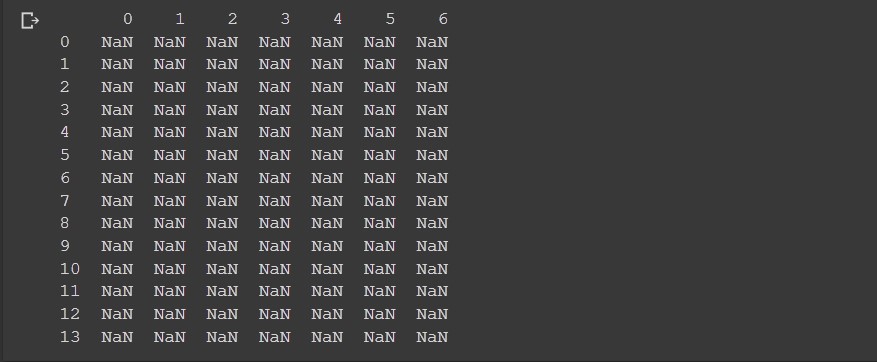 0 1 2 3 4 5 6
0 NaN NaN NaN NaN NaN NaN NaN
1 NaN NaN NaN NaN NaN NaN NaN
2 NaN NaN NaN NaN NaN NaN NaN
3 NaN NaN NaN NaN NaN NaN NaN
4 NaN NaN NaN NaN NaN NaN NaN
5 NaN NaN NaN NaN NaN NaN NaN
6 NaN NaN NaN NaN NaN NaN NaN
7 NaN NaN NaN NaN NaN NaN NaN
8 NaN NaN NaN NaN NaN NaN NaN
9 NaN NaN NaN NaN NaN NaN NaN
10 NaN NaN NaN NaN NaN NaN NaN
11 NaN NaN NaN NaN NaN NaN NaN
12 NaN NaN NaN NaN NaN NaN NaN
13 NaN NaN NaN NaN NaN NaN NaN